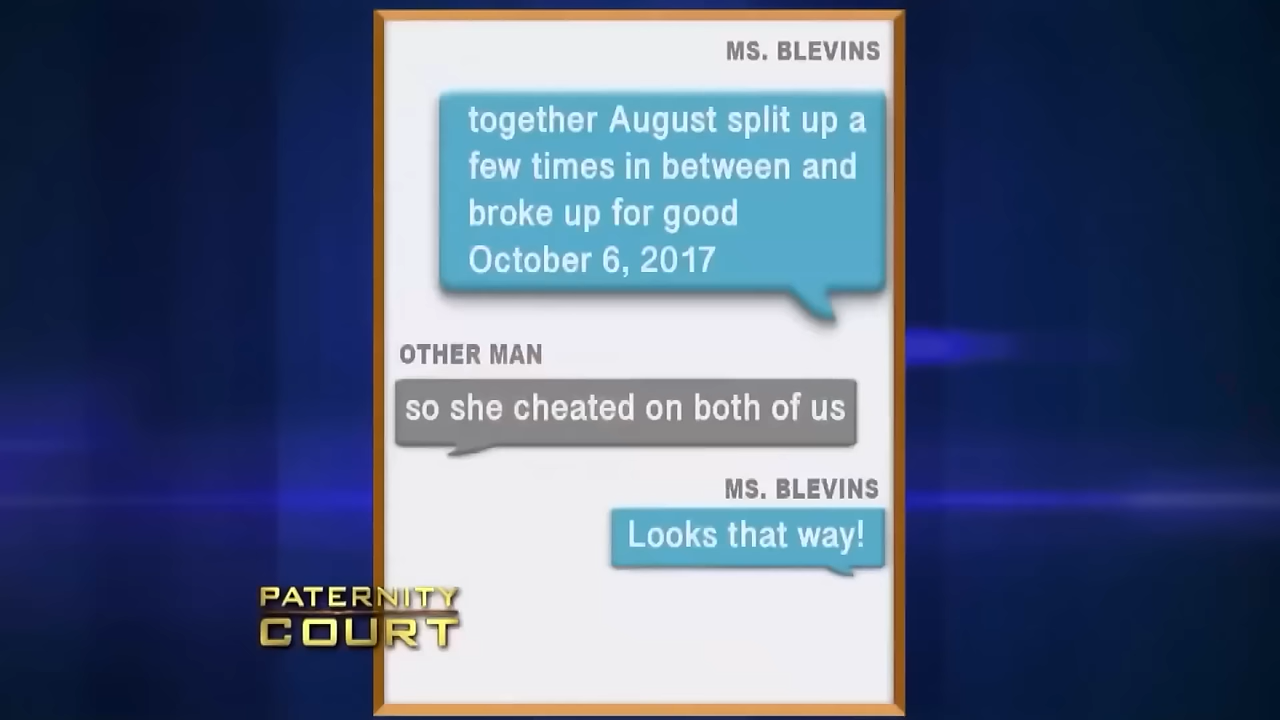 MS. BLEVINS
together August split up a
few times in between and
broke up for good
October 6, 2017
OTHER MAN
so she cheated on both of us
MS. BLEVINS
Looks that way!
PATERNITY
COURT